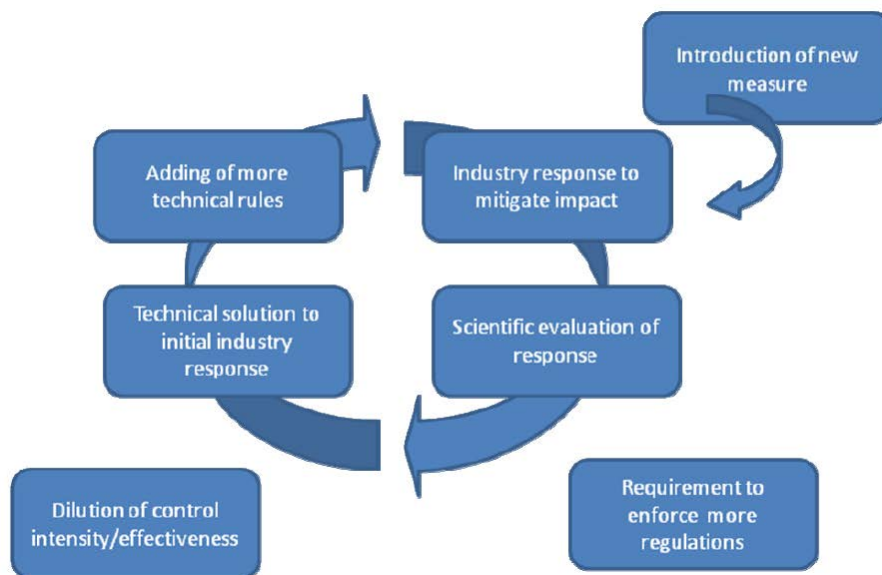 Introduction of new
measure
Adding of more
technical rules
Industry response to
mitigate impact
Technical solution to
initial industry
response
Scientific evaluation of
response
Dilution of control
intensity/effectiveness
Requirement to
enforce more
regulations